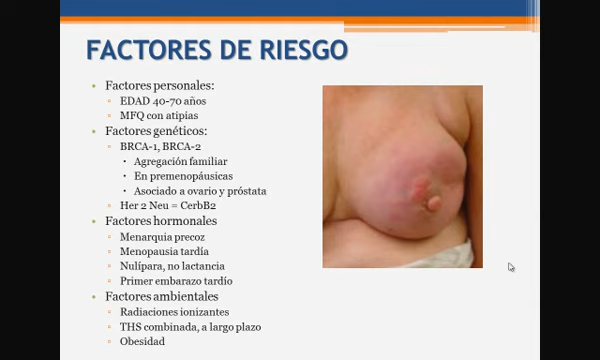 FACTORES DE RIESGO
Factores personales:
EDAD 40-70 años
MFQ con atipias
Factores genéticos:
BRCA-1, BRCA-2
Agregación familiar
En premenopáusicas
Asociado a ovario y próstata
Her 2 Neu = CerbB2
Factores hormonales
Menarquia precoz
Menopausia tardía
Nulípara, no lactancia
Primer embarazo tardío
Factores ambientales
Radiaciones ionizantes
THS combinada, a largo plazo
Obesidad